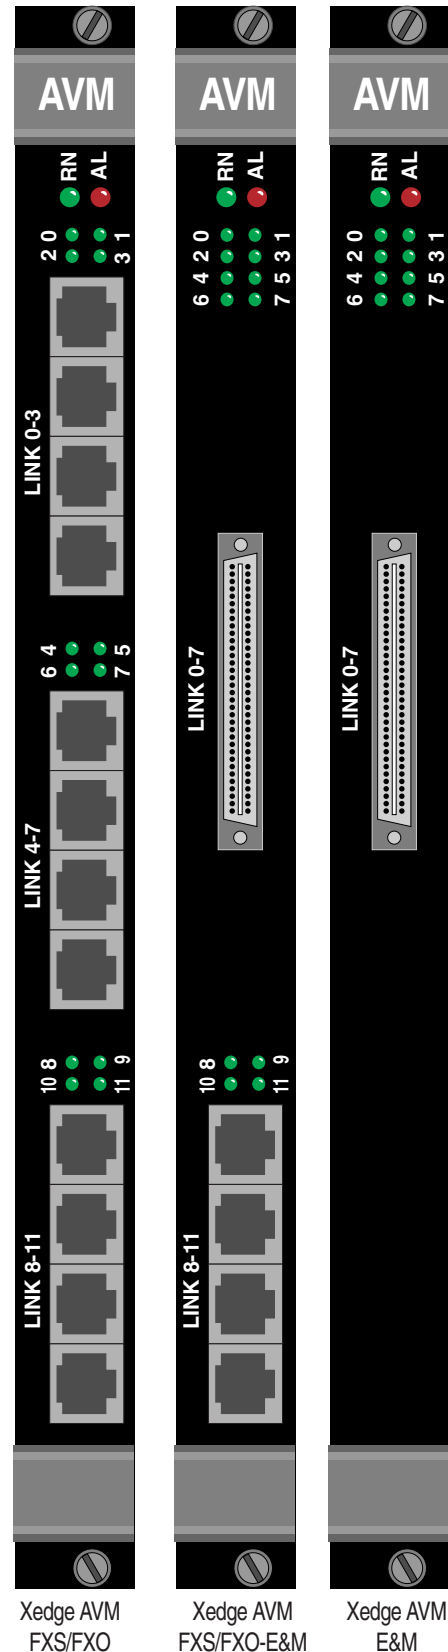 AVM
RN
AL
2 0
3 1
LINK 0-3
6 4
7 5
LINK 4-7
10 8
11 9
LINK 8-11
Xedge AVM
FXS/FXO
AVM
RN
AL
6 4 2 0
7 5 3 1
LINK 0-7
10 8
11 9
LINK 8-11
Xedge AVM
FXS/FXO-E&M
AVM
RN
AL
6 4 2 0
7 5 3 1
LINK 0-7
Xedge AVM
E&M